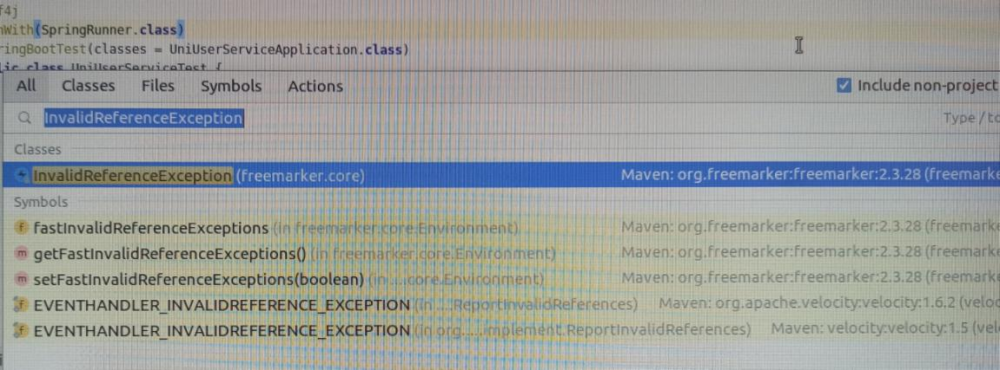 f4j
nWith(SpringRunner.class)
ringBootTest(classes = UniUserServiceApplication.class)
lic class UniUserServiceTest {
All Classes Files Symbols Actions Include non-project
InvalidReferenceException Type / to
Classes
InvalidReferenceException (freemarker.core) Maven: org.freemarker:freemarker:2.3.28 (freemarke
Symbols
f fastInvalidReferenceExceptions (in freemarker.core.Environment) Maven: org.freemarker:freemarker:2.3.28 (freemarke
m getFastInvalidReferenceExceptions() (in freemarker.core.Environment) Maven: org.freemarker:freemarker:2.3.28 (freemarke
m setFastInvalidReferenceExceptions(boolean) (in ...core.Environment) Maven: org.freemarker:freemarker:2.3.28 (freemarke
f EVENTHANDLER_INVALIDREFERENCE_EXCEPTION (in ...ReportInvalidReferences) Maven: org.apache.velocity:velocity:1.6.2 (veloc
f EVENTHANDLER_INVALIDREFERENCE_EXCEPTION (in org....implement.ReportInvalidReferences) Maven: velocity:velocity:1.5 (vel